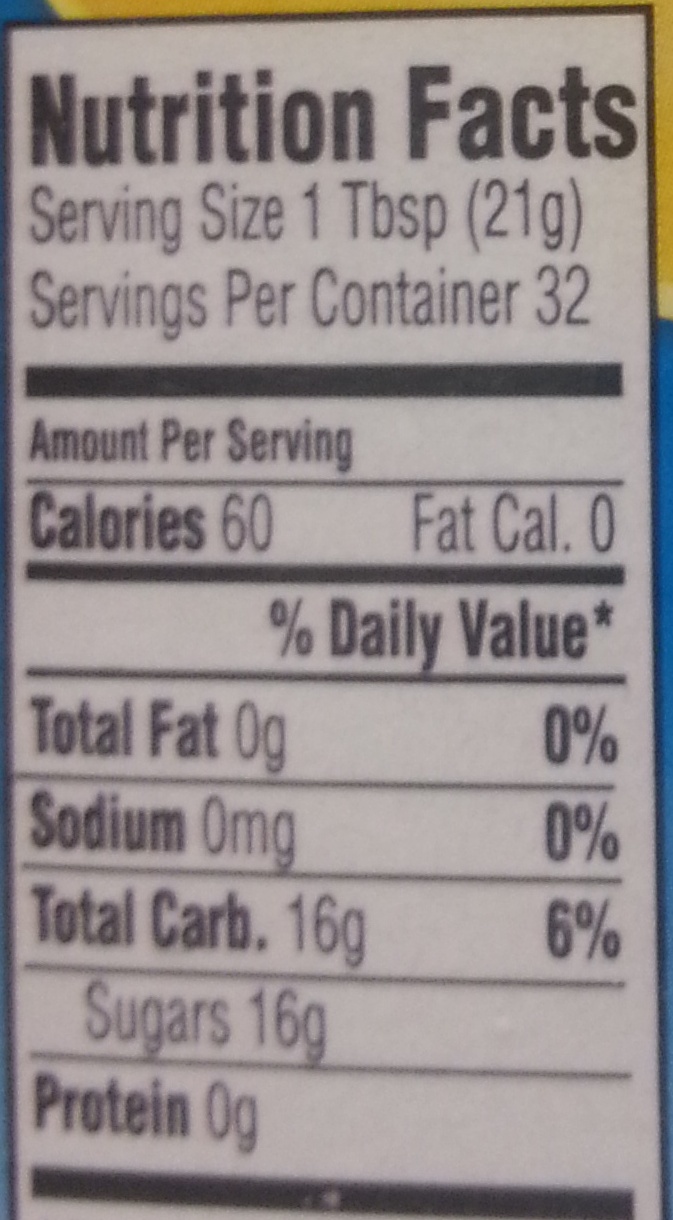 Nutrition Facts
Serving Size 1 Tbsp (21g)
Servings Per Container 32
Amount Per Serving
Calories 60 Fat Cal. 0
% Daily Value*
Total Fat 0g 0%
Sodium 0mg 0%
Total Carb. 16g 6%
Sugars 16g
Protein 0g